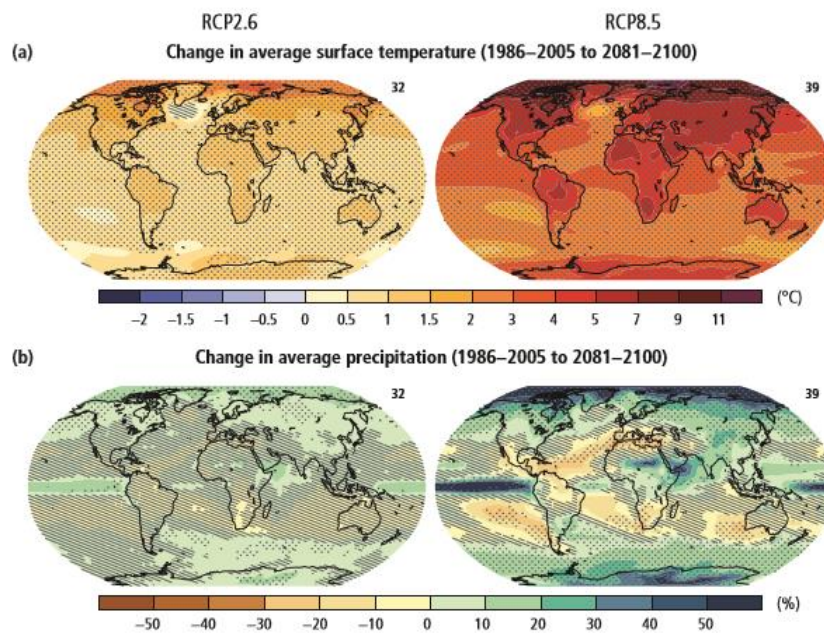 RCP2.6 RCP8.5
(a) Change in average surface temperature (1986–2005 to 2081–2100)
32 39
−2 −1.5 −1 −0.5 0 0.5 1 1.5 2 3 4 5 7 9 11 (°C)
(b) Change in average precipitation (1986–2005 to 2081–2100)
32 39
−50 −40 −30 −20 −10 0 10 20 30 40 50 (%)